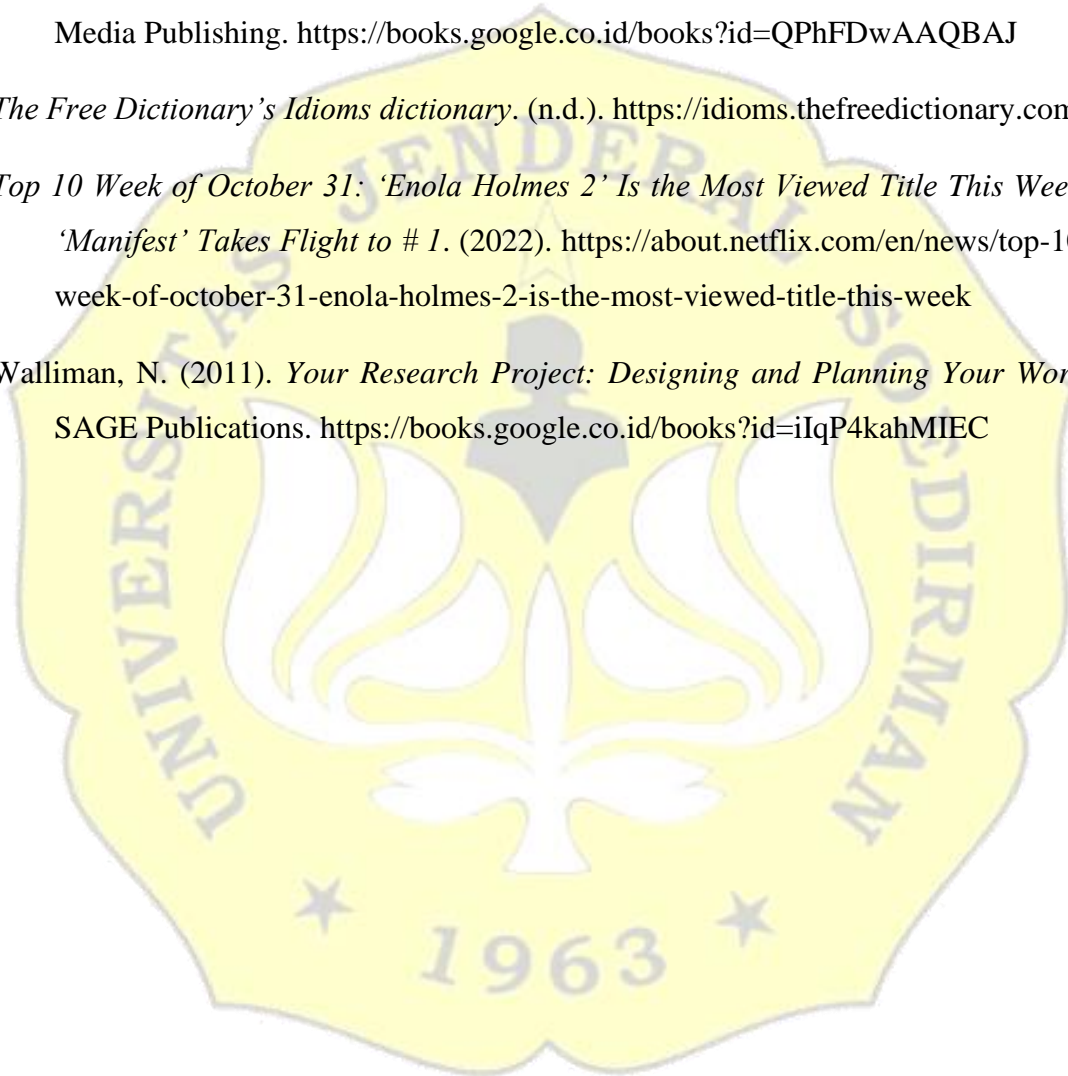 Media Publishing. https://books.google.co.id/books?id=QPhFDwAAQBAJ
The Free Dictionary’s Idioms dictionary. (n.d.). https://idioms.thefreedictionary.com
Top 10 Week of October 31: ‘Enola Holmes 2’ Is the Most Viewed Title This Wee
‘Manifest’ Takes Flight to # 1. (2022). https://about.netflix.com/en/news/top-10
week-of-october-31-enola-holmes-2-is-the-most-viewed-title-this-week
Walliman, N. (2011). Your Research Project: Designing and Planning Your Wor
SAGE Publications. https://books.google.co.id/books?id=iIqP4kahMIEC
UNIVERSITAS JENDERAL SOEDIRMAN
1963